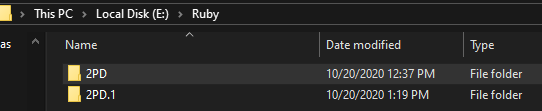 This PC > Local Disk (E:) > Ruby
as
Name Date modified Type
2PD 10/20/2020 12:37 PM File folder
2PD.1 10/20/2020 1:19 PM File folder